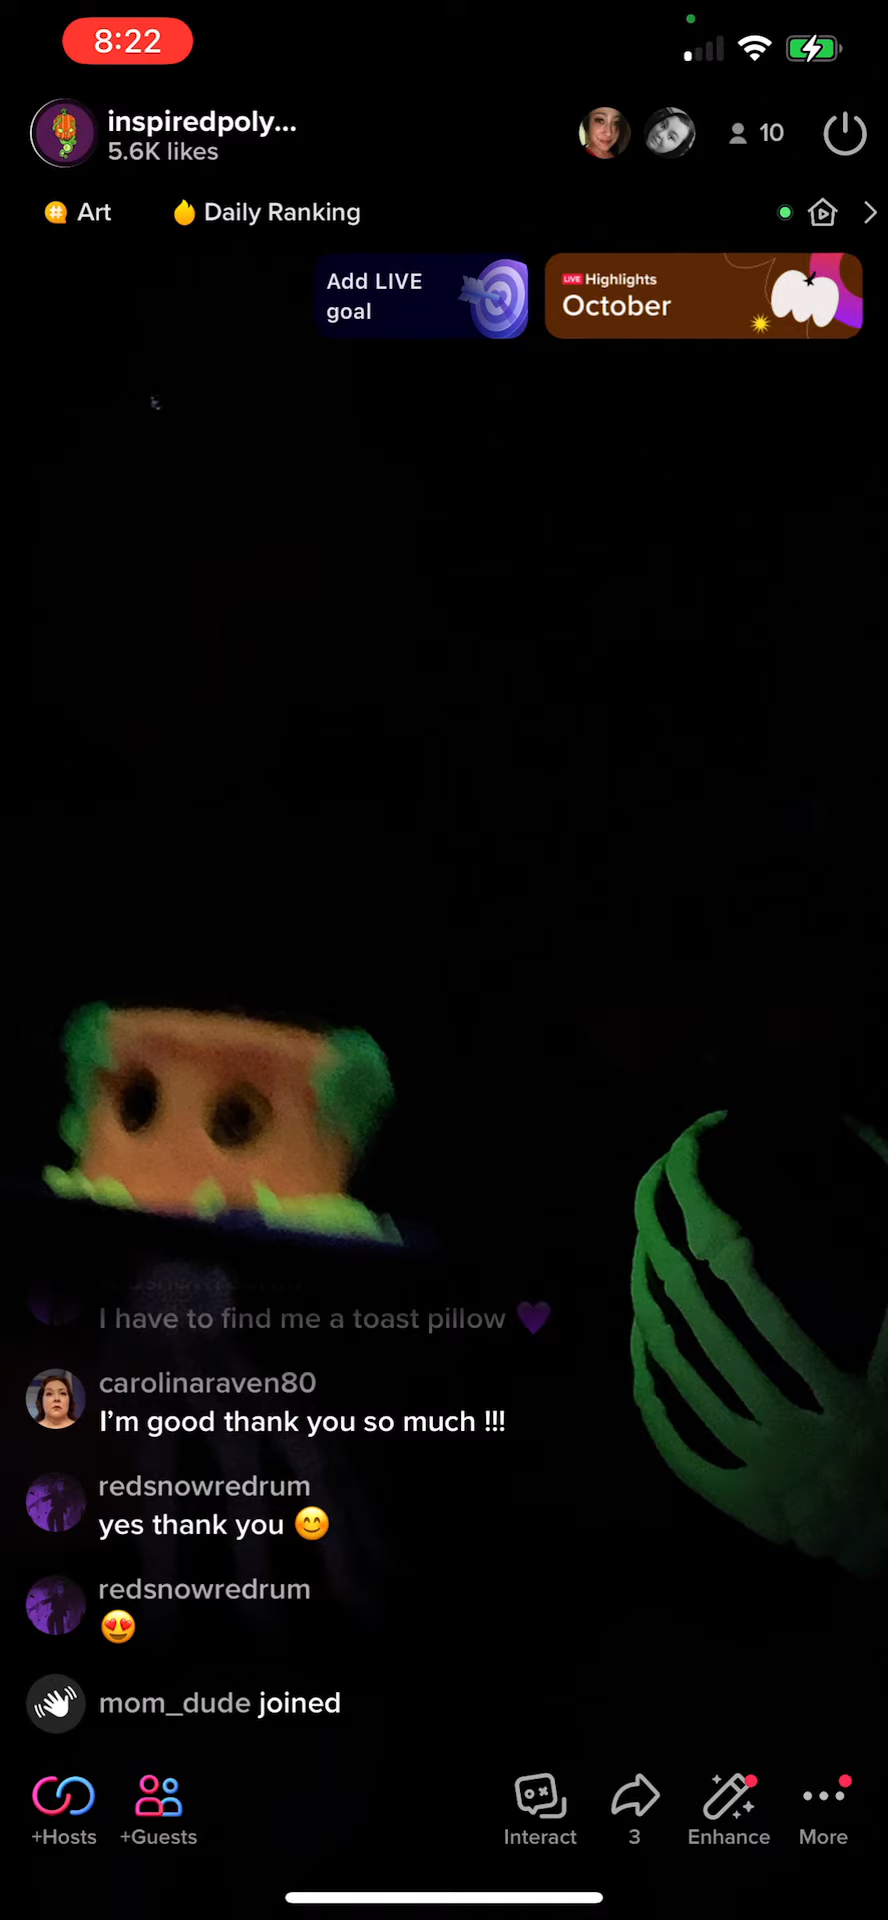 8:22
inspiredpoly...
5.6K likes
10
Art
Daily Ranking
Add LIVE
goal
LIVE Highlights
October
I have to find me a toast pillow 💜
carolinaraven80
I'm good thank you so much !!!
redsnowredrum
yes thank you 😊
redsnowredrum
😍
mom_dude joined
+Hosts
+Guests
Interact
3
Enhance
More